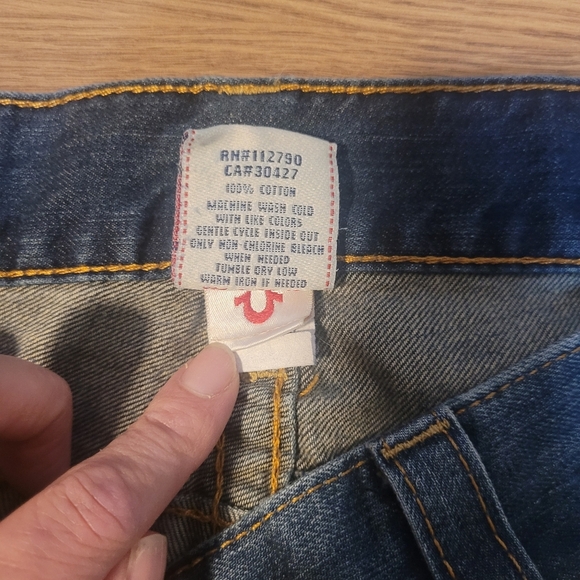 RN#112790
CA#30427
100% COTTON
MACHINE WASH COLD
WITH LIKE COLORS
GENTLE CYCLE INSIDE OUT
ONLY NON-CHLORINE BLEACH
WHEN NEEDED
TUMBLE DRY LOW
WARM IRON IF NEEDED